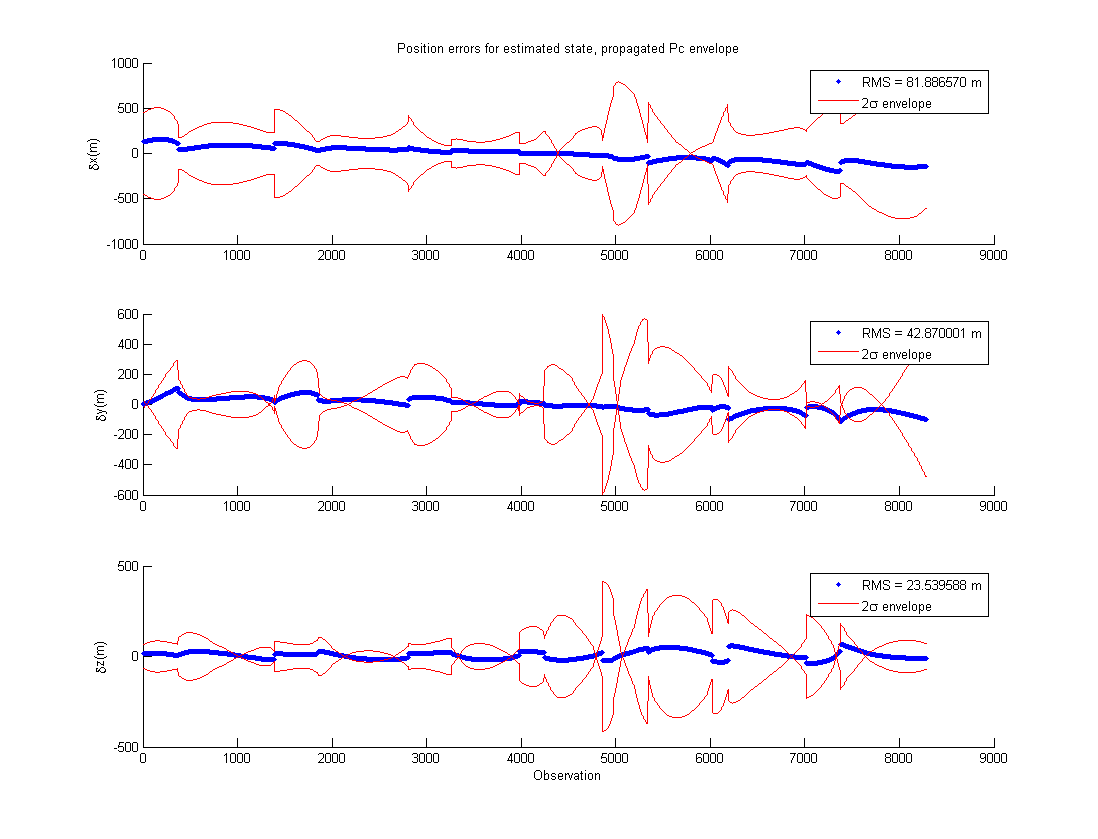 Position errors for estimated state, propagated Pc envelope
1000
500
0
-500
-1000
δx(m)
RMS = 81.886570 m
2σ envelope
0 1000 2000 3000 4000 5000 6000 7000 8000 9000
600
400
200
0
-200
-400
-600
δy(m)
RMS = 42.870001 m
2σ envelope
0 1000 2000 3000 4000 5000 6000 7000 8000 9000
500
0
-500
δz(m)
RMS = 23.539588 m
2σ envelope
0 1000 2000 3000 4000 5000 6000 7000 8000 9000
Observation